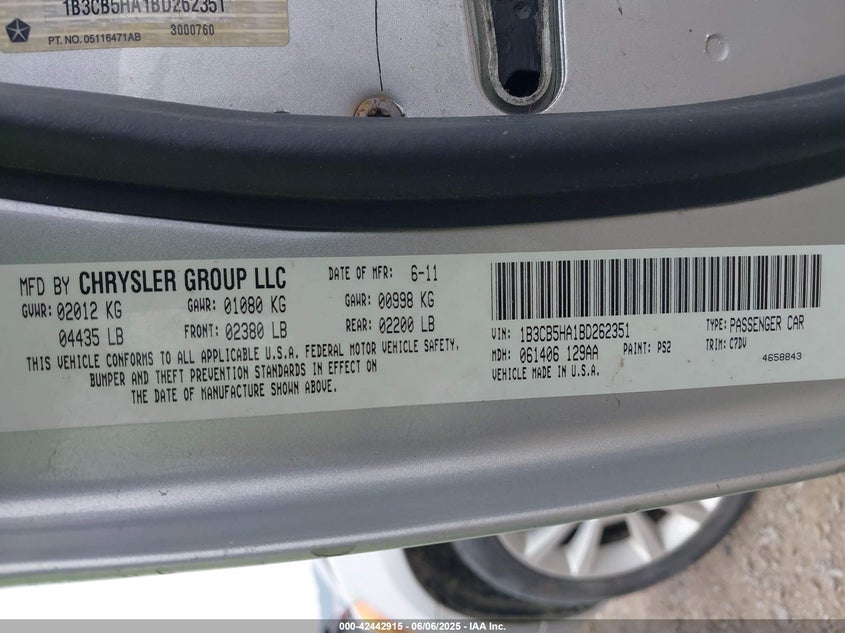 1B3CB5HA1BD262351
PT. NO. 05116471AB 3000760
MFD BY CHRYSLER GROUP LLC DATE OF MFR: 6-11
GVWR: 02012 KG GAWR: 01080 KG GAWR: 00998 KG
04435 LB FRONT: 02380 LB REAR: 02200 LB
THIS VEHICLE CONFORMS TO ALL APPLICABLE U.S.A. FEDERAL MOTOR VEHICLE SAFETY,
BUMPER AND THEFT PREVENTION STANDARDS IN EFFECT ON
THE DATE OF MANUFACTURE SHOWN ABOVE.
VIN: 1B3CB5HA1BD262351 TYPE: PASSENGER CAR
MDH: 061406 129AA PAINT: PS2 TRIM: C7DV
VEHICLE MADE IN U.S.A. 4658843
000-42442915 - 06/06/2025 - IAA Inc.